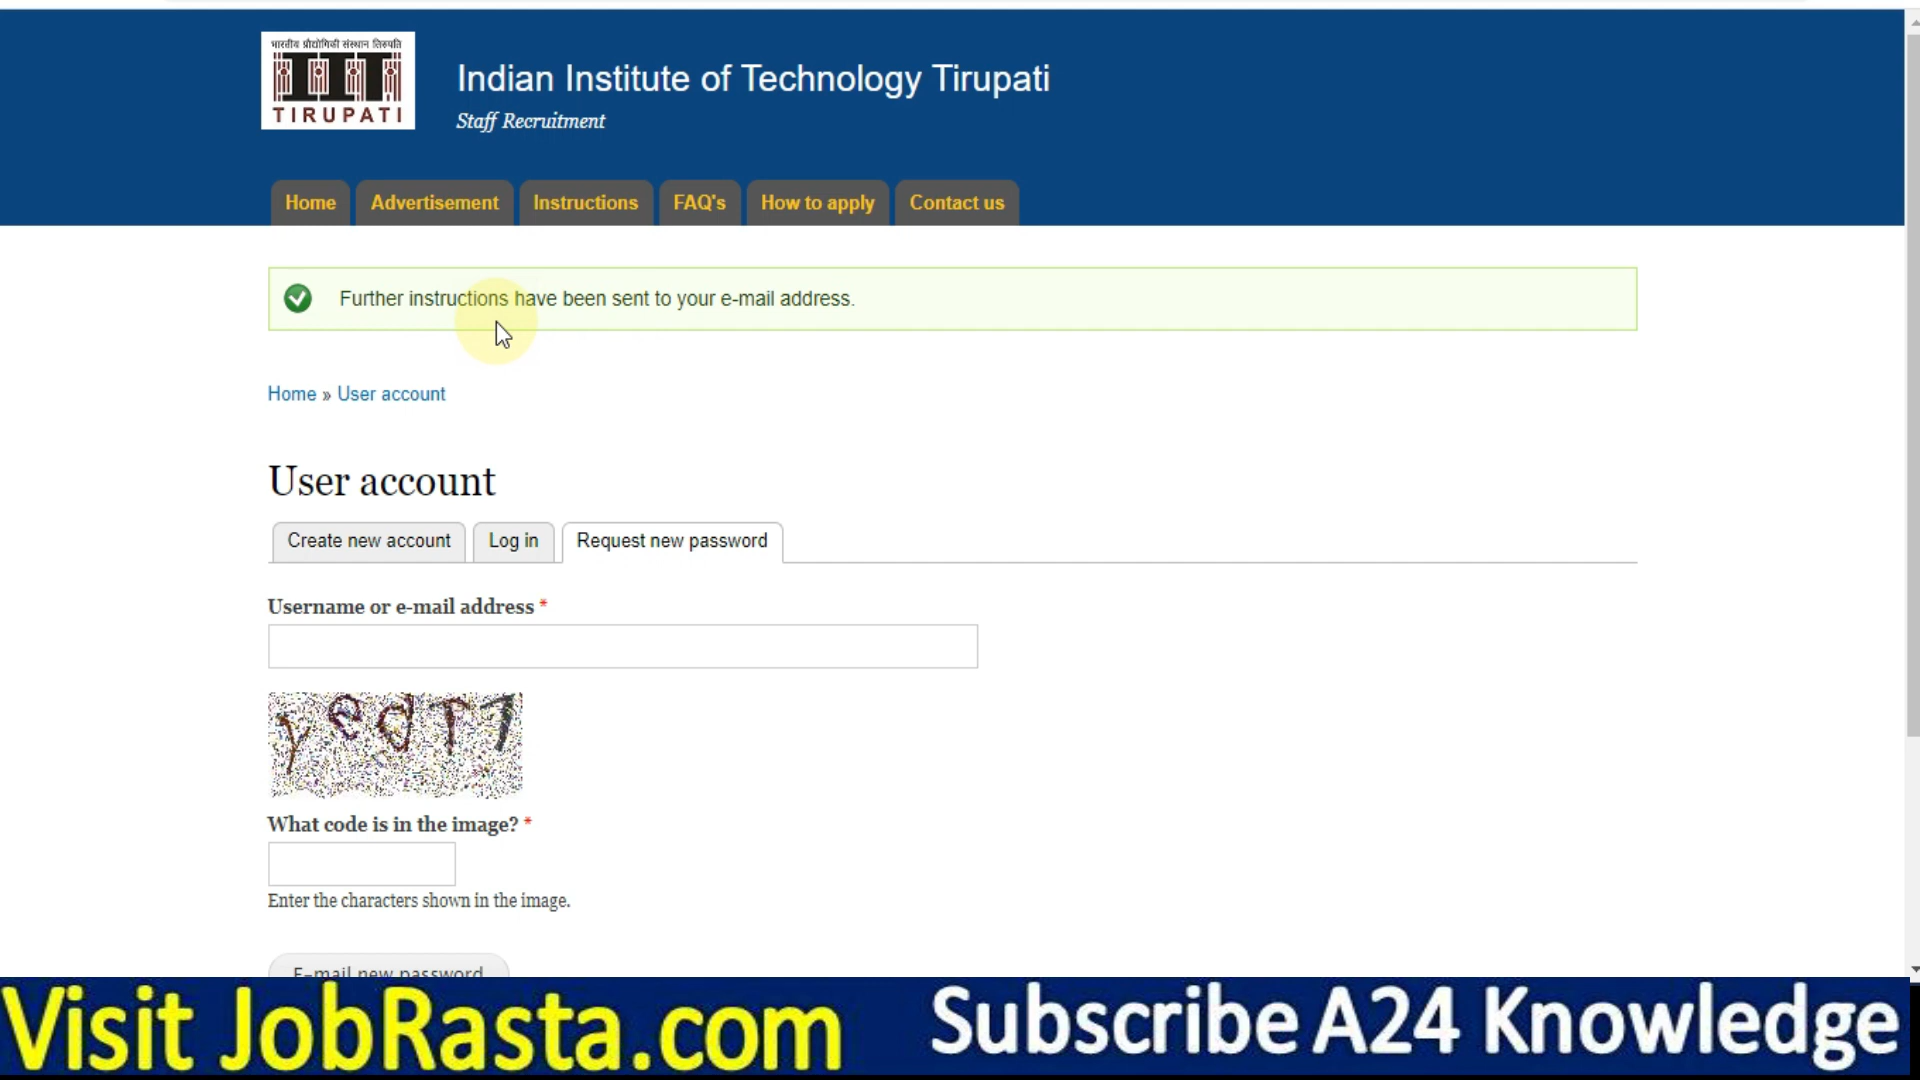 भारतीय प्रौद्योगिकी संस्थान तिरुपति
TIRUPATI
Indian Institute of Technology Tirupati
Staff Recruitment
Home Advertisement Instructions FAQ's How to apply Contact us
Further instructions have been sent to your e-mail address.
Home » User account
User account
Create new account Log in Request new password
Username or e-mail address *
What code is in the image? *
Enter the characters shown in the image.
E-mail new password
Visit JobRasta.com Subscribe A24 Knowledge